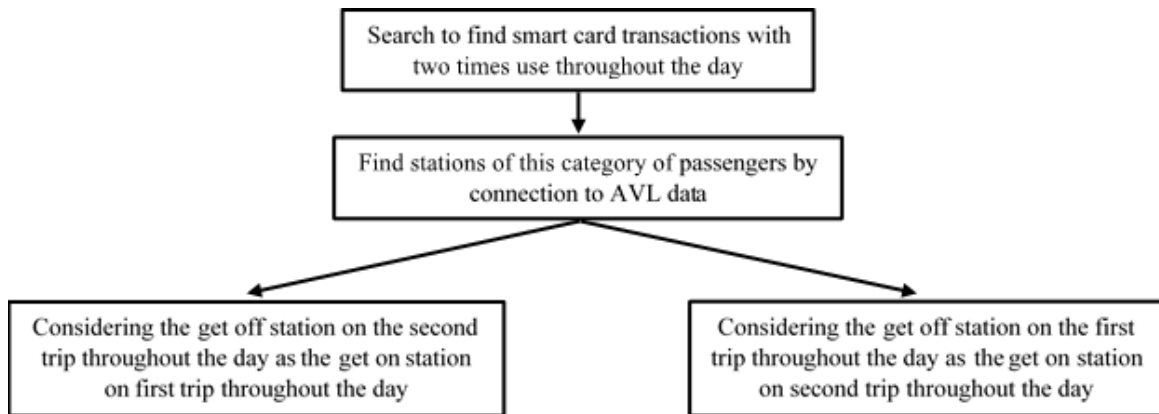 Search to find smart card transactions with
two times use throughout the day
Find stations of this category of passengers by
connection to AVL data
Considering the get off station on the second
trip throughout the day as the get on station
on first trip throughout the day
Considering the get off station on the first
trip throughout the day as the get on station
on second trip throughout the day